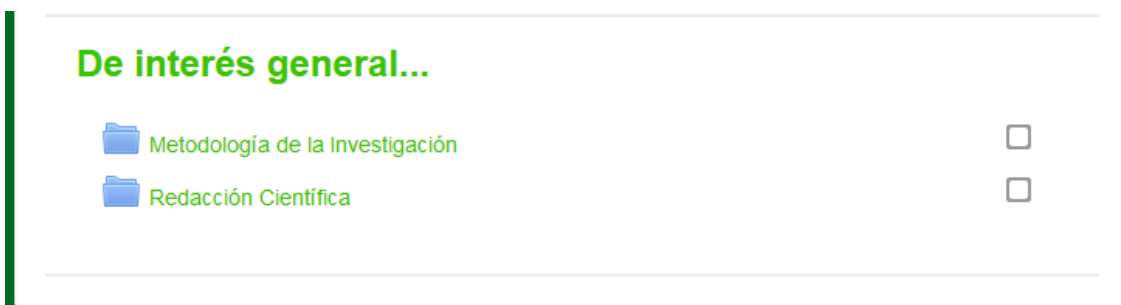 De interés general...
Metodología de la Investigación
Redacción Científica